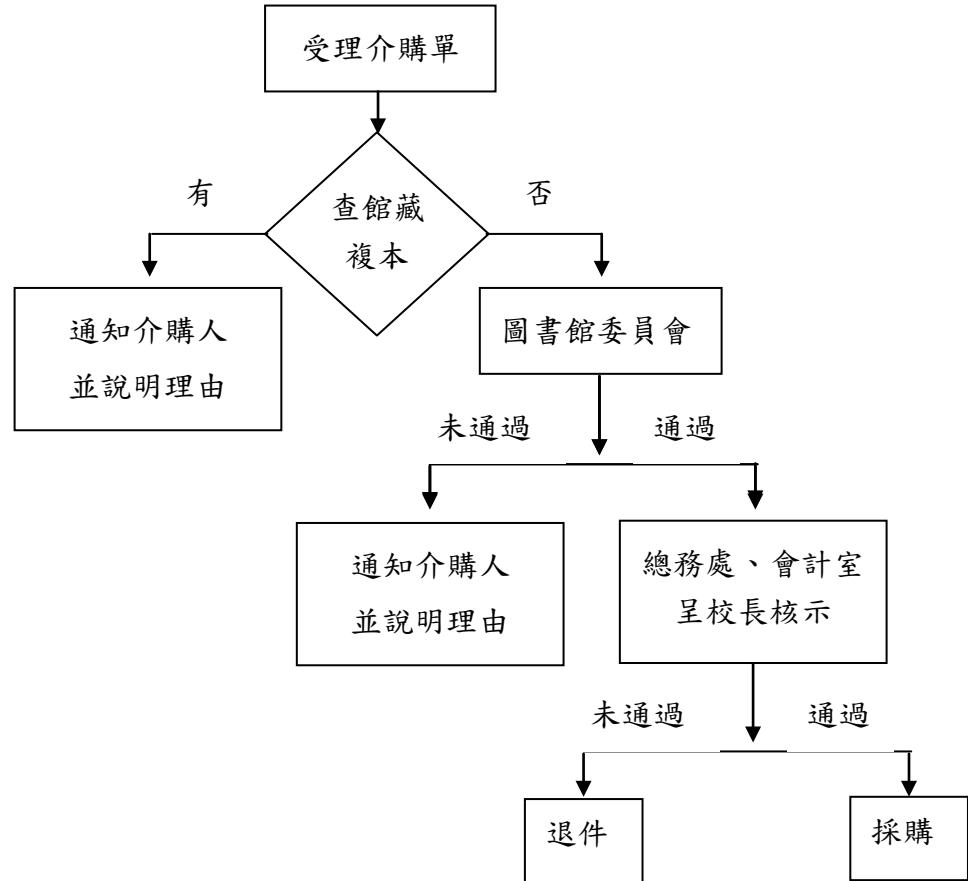 受理介購單
有
否
查館藏
複本
通知介購人
並說明理由
圖書館委員會
未通過
通過
通知介購人
並說明理由
總務處、會計室
呈校長核示
未通過
通過
退件
採購